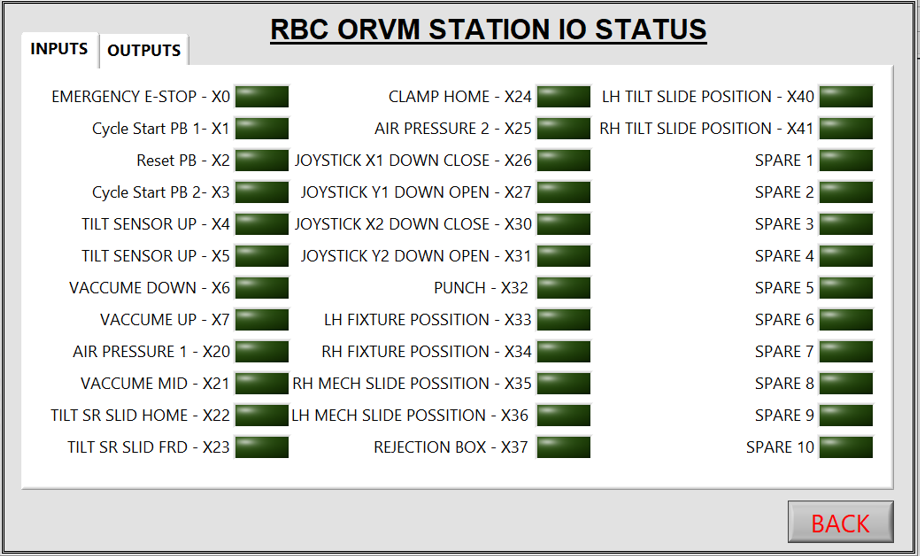 RBC ORVM STATION IO STATUS
INPUTS
OUTPUTS
EMERGENCY E-STOP - X0
Cycle Start PB 1- X1
Reset PB - X2
Cycle Start PB 2- X3
TILT SENSOR UP - X4
TILT SENSOR UP - X5
VACCUME DOWN - X6
VACCUME UP - X7
AIR PRESSURE 1 - X20
VACCUME MID - X21
TILT SR SLID HOME - X22
TILT SR SLID FRD - X23
CLAMP HOME - X24
AIR PRESSURE 2 - X25
JOYSTICK X1 DOWN CLOSE - X26
JOYSTICK Y1 DOWN OPEN - X27
JOYSTICK X2 DOWN CLOSE - X30
JOYSTICK Y2 DOWN OPEN - X31
PUNCH - X32
LH FIXTURE POSSITION - X33
RH FIXTURE POSSITION - X34
RH MECH SLIDE POSSITION - X35
LH MECH SLIDE POSSITION - X36
REJECTION BOX - X37
LH TILT SLIDE POSITION - X40
RH TILT SLIDE POSITION - X41
SPARE 1
SPARE 2
SPARE 3
SPARE 4
SPARE 5
SPARE 6
SPARE 7
SPARE 8
SPARE 9
SPARE 10
BACK